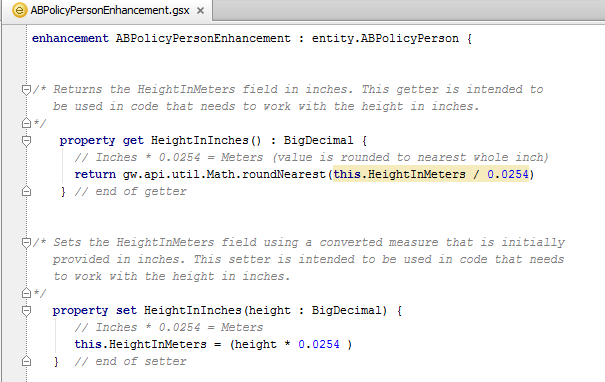 ABPolicyPersonEnhancement.gsx ×
enhancement ABPolicyPersonEnhancement : entity.ABPolicyPerson {
/* Returns the HeightInMeters field in inches. This getter is intended to
be used in code that needs to work with the height in inches.
*/
property get HeightInInches() : BigDecimal {
// Inches * 0.0254 = Meters (value is rounded to nearest whole inch)
return gw.api.util.Math.roundNearest(this.HeightInMeters / 0.0254)
} // end of getter
/* Sets the HeightInMeters field using a converted measure that is initially
provided in inches. This setter is intended to be used in code that needs
to work with the height in inches.
*/
property set HeightInInches(height : BigDecimal) {
// Inches * 0.0254 = Meters
this.HeightInMeters = (height * 0.0254 )
} // end of setter